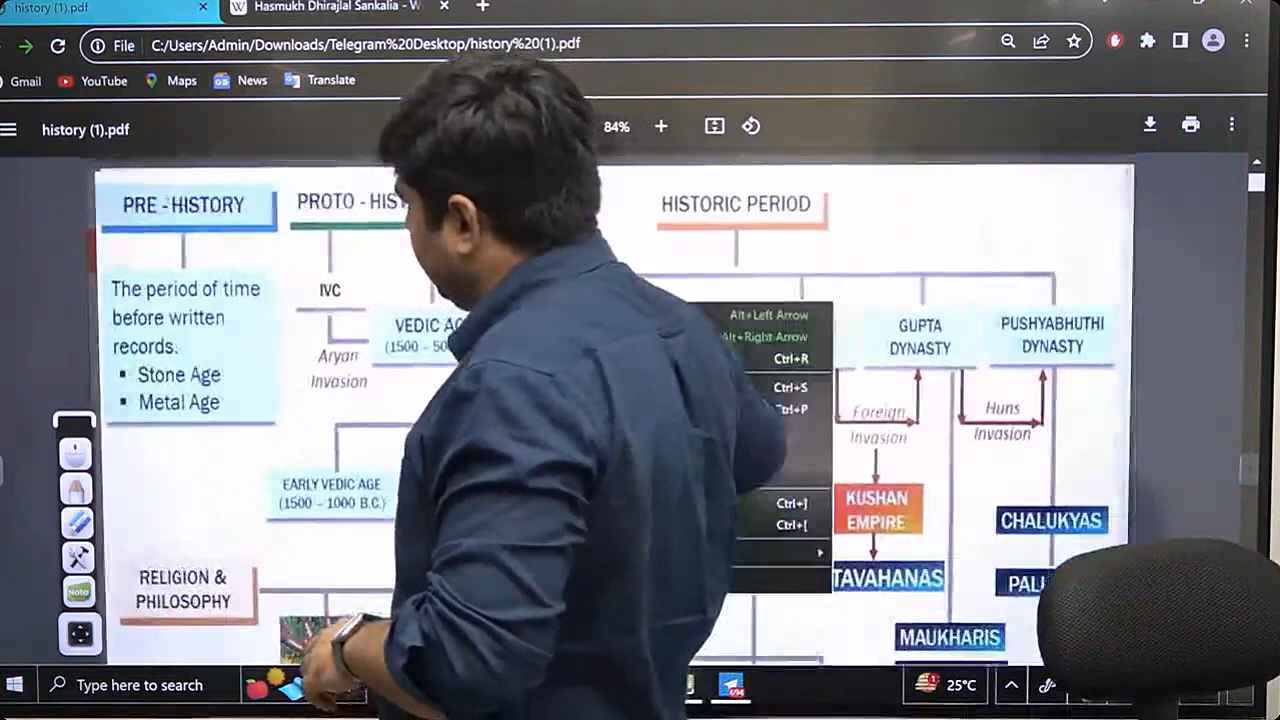 history (1).pdf
Hasmukh Dhirajlal Sankalia - W
File
C:/Users/Admin/Downloads/Telegram%20Desktop/history%20(1).pdf
Gmail
YouTube
Maps
News
Translate
history (1).pdf
84%
PRE - HISTORY
PROTO - HIST
HISTORIC PERIOD
The period of time
before written
records.
▪ Stone Age
▪ Metal Age
IVC
Aryan
Invasion
VEDIC AG
(1500 - 50
Alt+Left Arrow
Alt+Right Arrow
Ctrl+R
Ctrl+S
Ctrl+P
Ctrl+]
Ctrl+[
GUPTA
DYNASTY
PUSHYABHUTHI
DYNASTY
Foreign
Invasion
Huns
Invasion
EARLY VEDIC AGE
(1500 - 1000 B.C.)
KUSHAN
EMPIRE
CHALUKYAS
TAVAHANAS
PALL
RELIGION &
PHILOSOPHY
MAUKHARIS
Note
Type here to search
25°C